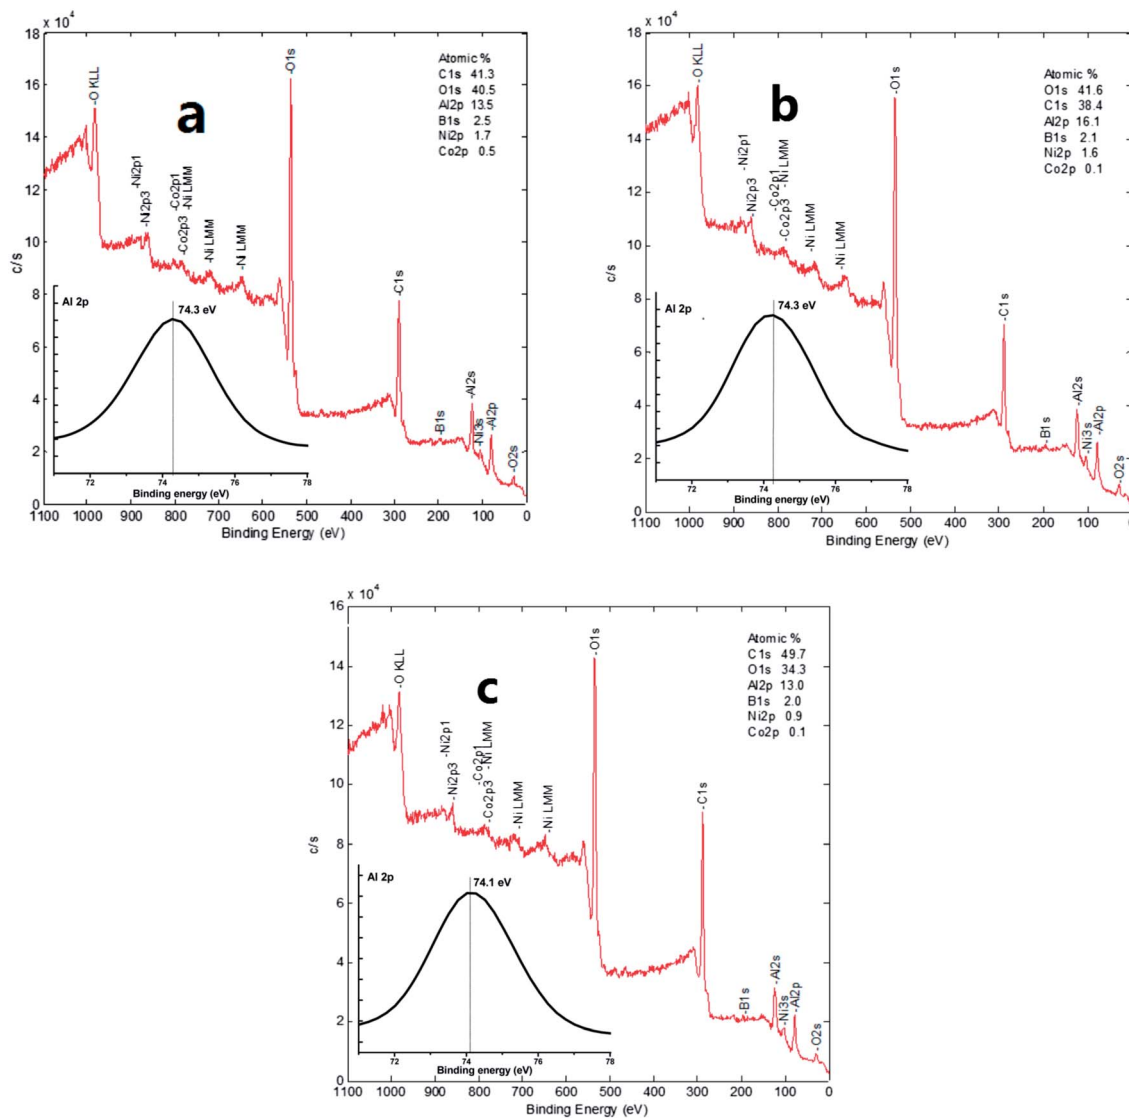 x 10⁴
18
16
14
12
10
8
6
4
2
0
c/s
a
-O KLL
-Ni2p1
-Ni2p3
-Co2p1
-Ni LMM
-Co2p3
-Ni LMM
-Ni LMM
-O1s
-C1s
-B1s
-Al2s
-Ni3s
-Al2p
-O2s
Atomic %
C1s 41.3
O1s 40.5
Al2p 13.5
B1s 2.5
Ni2p 1.7
Co2p 0.5
Al 2p
74.3 eV
72 74 76 78
Binding energy (eV)
1100 1000 900 800 700 600 500 400 300 200 100 0
Binding Energy (eV)
x 10⁴
18
16
14
12
10
8
6
4
2
0
c/s
b
-O KLL
-Ni2p1
-Ni2p3
-Co2p1
-Co2p3
-Ni LMM
-Ni LMM
-Ni LMM
-O1s
-C1s
-B1s
-Al2s
-Ni3s
-Al2p
-O2s
Atomic %
O1s 41.6
C1s 38.4
Al2p 16.1
B1s 2.1
Ni2p 1.6
Co2p 0.1
Al 2p
74.3 eV
72 74 76 78
Binding energy (eV)
1100 1000 900 800 700 600 500 400 300 200 100 0
Binding Energy (eV)
x 10⁴
16
14
12
10
8
6
4
2
0
c/s
c
-O KLL
-Ni2p1
-Ni2p3
-Co2p1
-Co2p3
-Ni LMM
-Ni LMM
-Ni LMM
-O1s
-C1s
-B1s
-Al2s
-Ni3s
-Al2p
-O2s
Atomic %
C1s 49.7
O1s 34.3
Al2p 13.0
B1s 2.0
Ni2p 0.9
Co2p 0.1
Al 2p
74.1 eV
72 74 76 78
Binding energy (eV)
1100 1000 900 800 700 600 500 400 300 200 100 0
Binding Energy (eV)